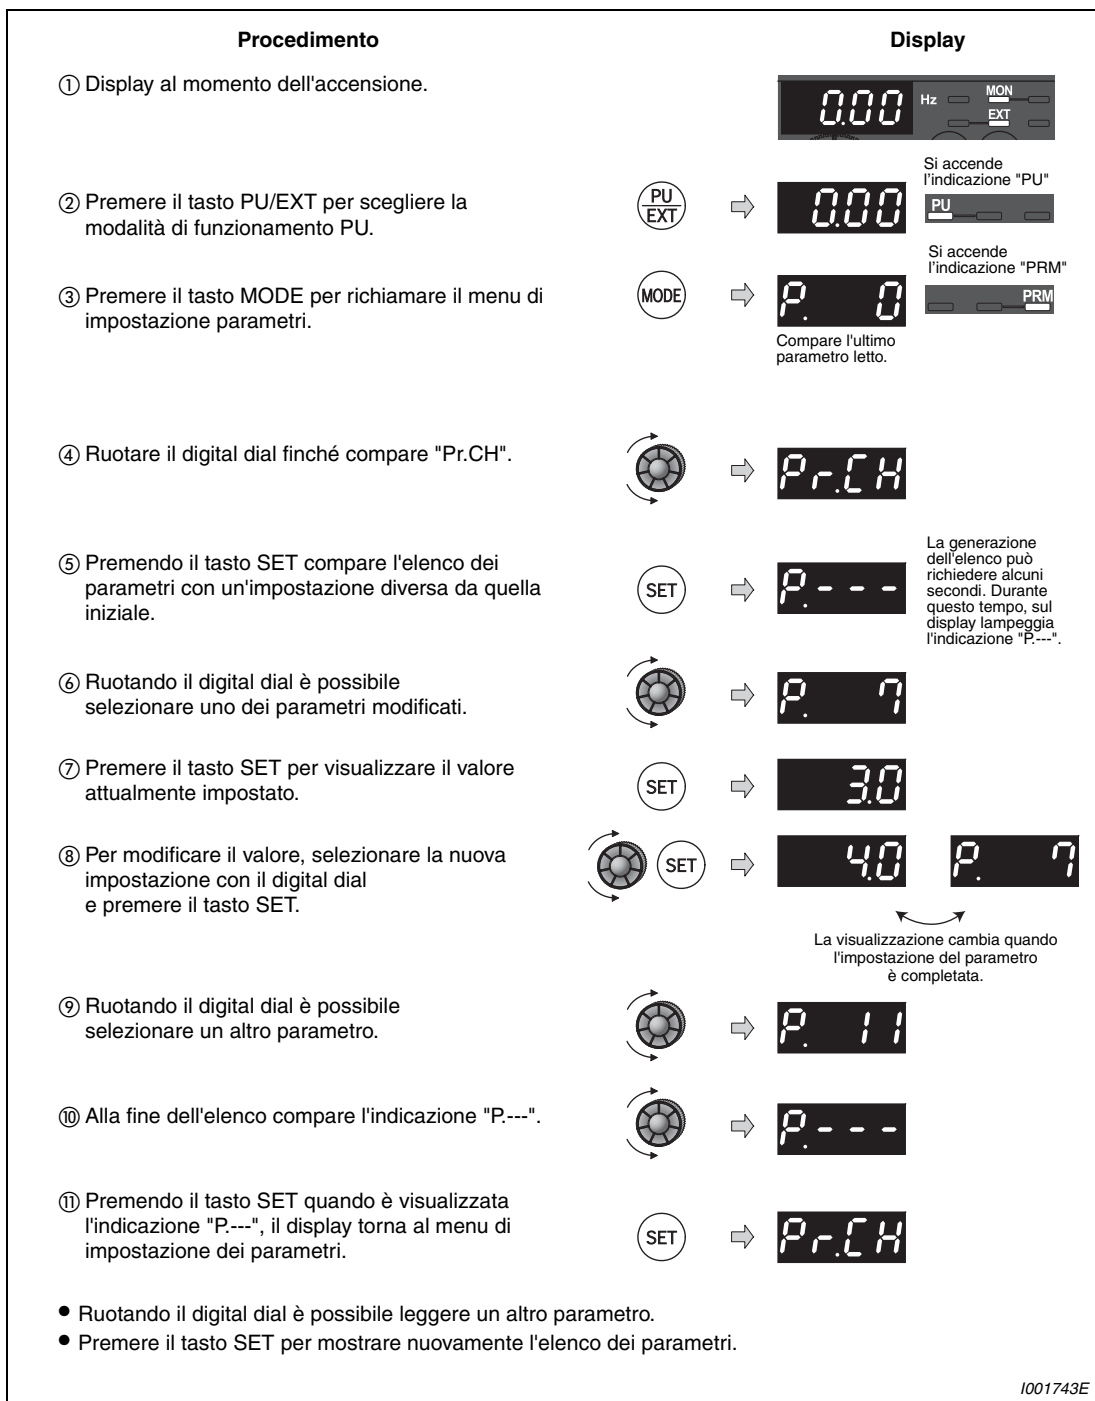 Procedimento
Display
① Display al momento dell'accensione.
0.00
Hz
MON
EXT
② Premere il tasto PU/EXT per scegliere la
modalità di funzionamento PU.
PU
EXT
0.00
Si accende
l'indicazione "PU"
PU
③ Premere il tasto MODE per richiamare il menu di
impostazione parametri.
MODE
P. 0
Compare l'ultimo
parametro letto.
Si accende
l'indicazione "PRM"
PRM
④ Ruotare il digital dial finché compare "Pr.CH".
Pr.CH
⑤ Premendo il tasto SET compare l'elenco dei
parametri con un'impostazione diversa da quella
iniziale.
SET
P.---
La generazione
dell'elenco può
richiedere alcuni
secondi. Durante
questo tempo, sul
display lampeggia
l'indicazione "P.---".
⑥ Ruotando il digital dial è possibile
selezionare uno dei parametri modificati.
P. 7
⑦ Premere il tasto SET per visualizzare il valore
attualmente impostato.
SET
3.0
⑧ Per modificare il valore, selezionare la nuova
impostazione con il digital dial
e premere il tasto SET.
SET
4.0
P. 7
La visualizzazione cambia quando
l'impostazione del parametro
è completata.
⑨ Ruotando il digital dial è possibile
selezionare un altro parametro.
P. 11
⑩ Alla fine dell'elenco compare l'indicazione "P.---".
P.---
⑪ Premendo il tasto SET quando è visualizzata
l'indicazione "P.---", il display torna al menu di
impostazione dei parametri.
SET
Pr.CH
● Ruotando il digital dial è possibile leggere un altro parametro.
● Premere il tasto SET per mostrare nuovamente l'elenco dei parametri.
I001743E